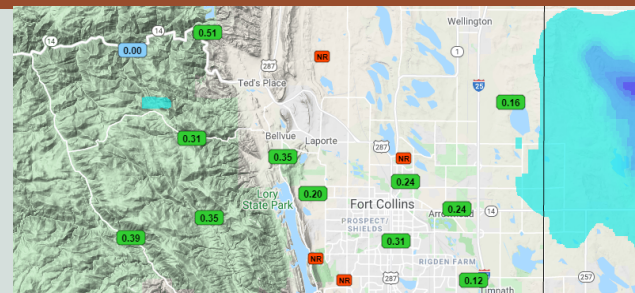 Wellington
14
14
0.51
0.00
NR
1
287
Ted's Place
25
0.16
0.31
Bellvue
Laporte
287
0.35
NR
0.24
Lory
State Park
0.20
Fort Collins
0.24
14
0.35
PROSPECT/
SHIELDS
0.39
0.31
NR
RIGDEN FARM
NR
287
0.12
257